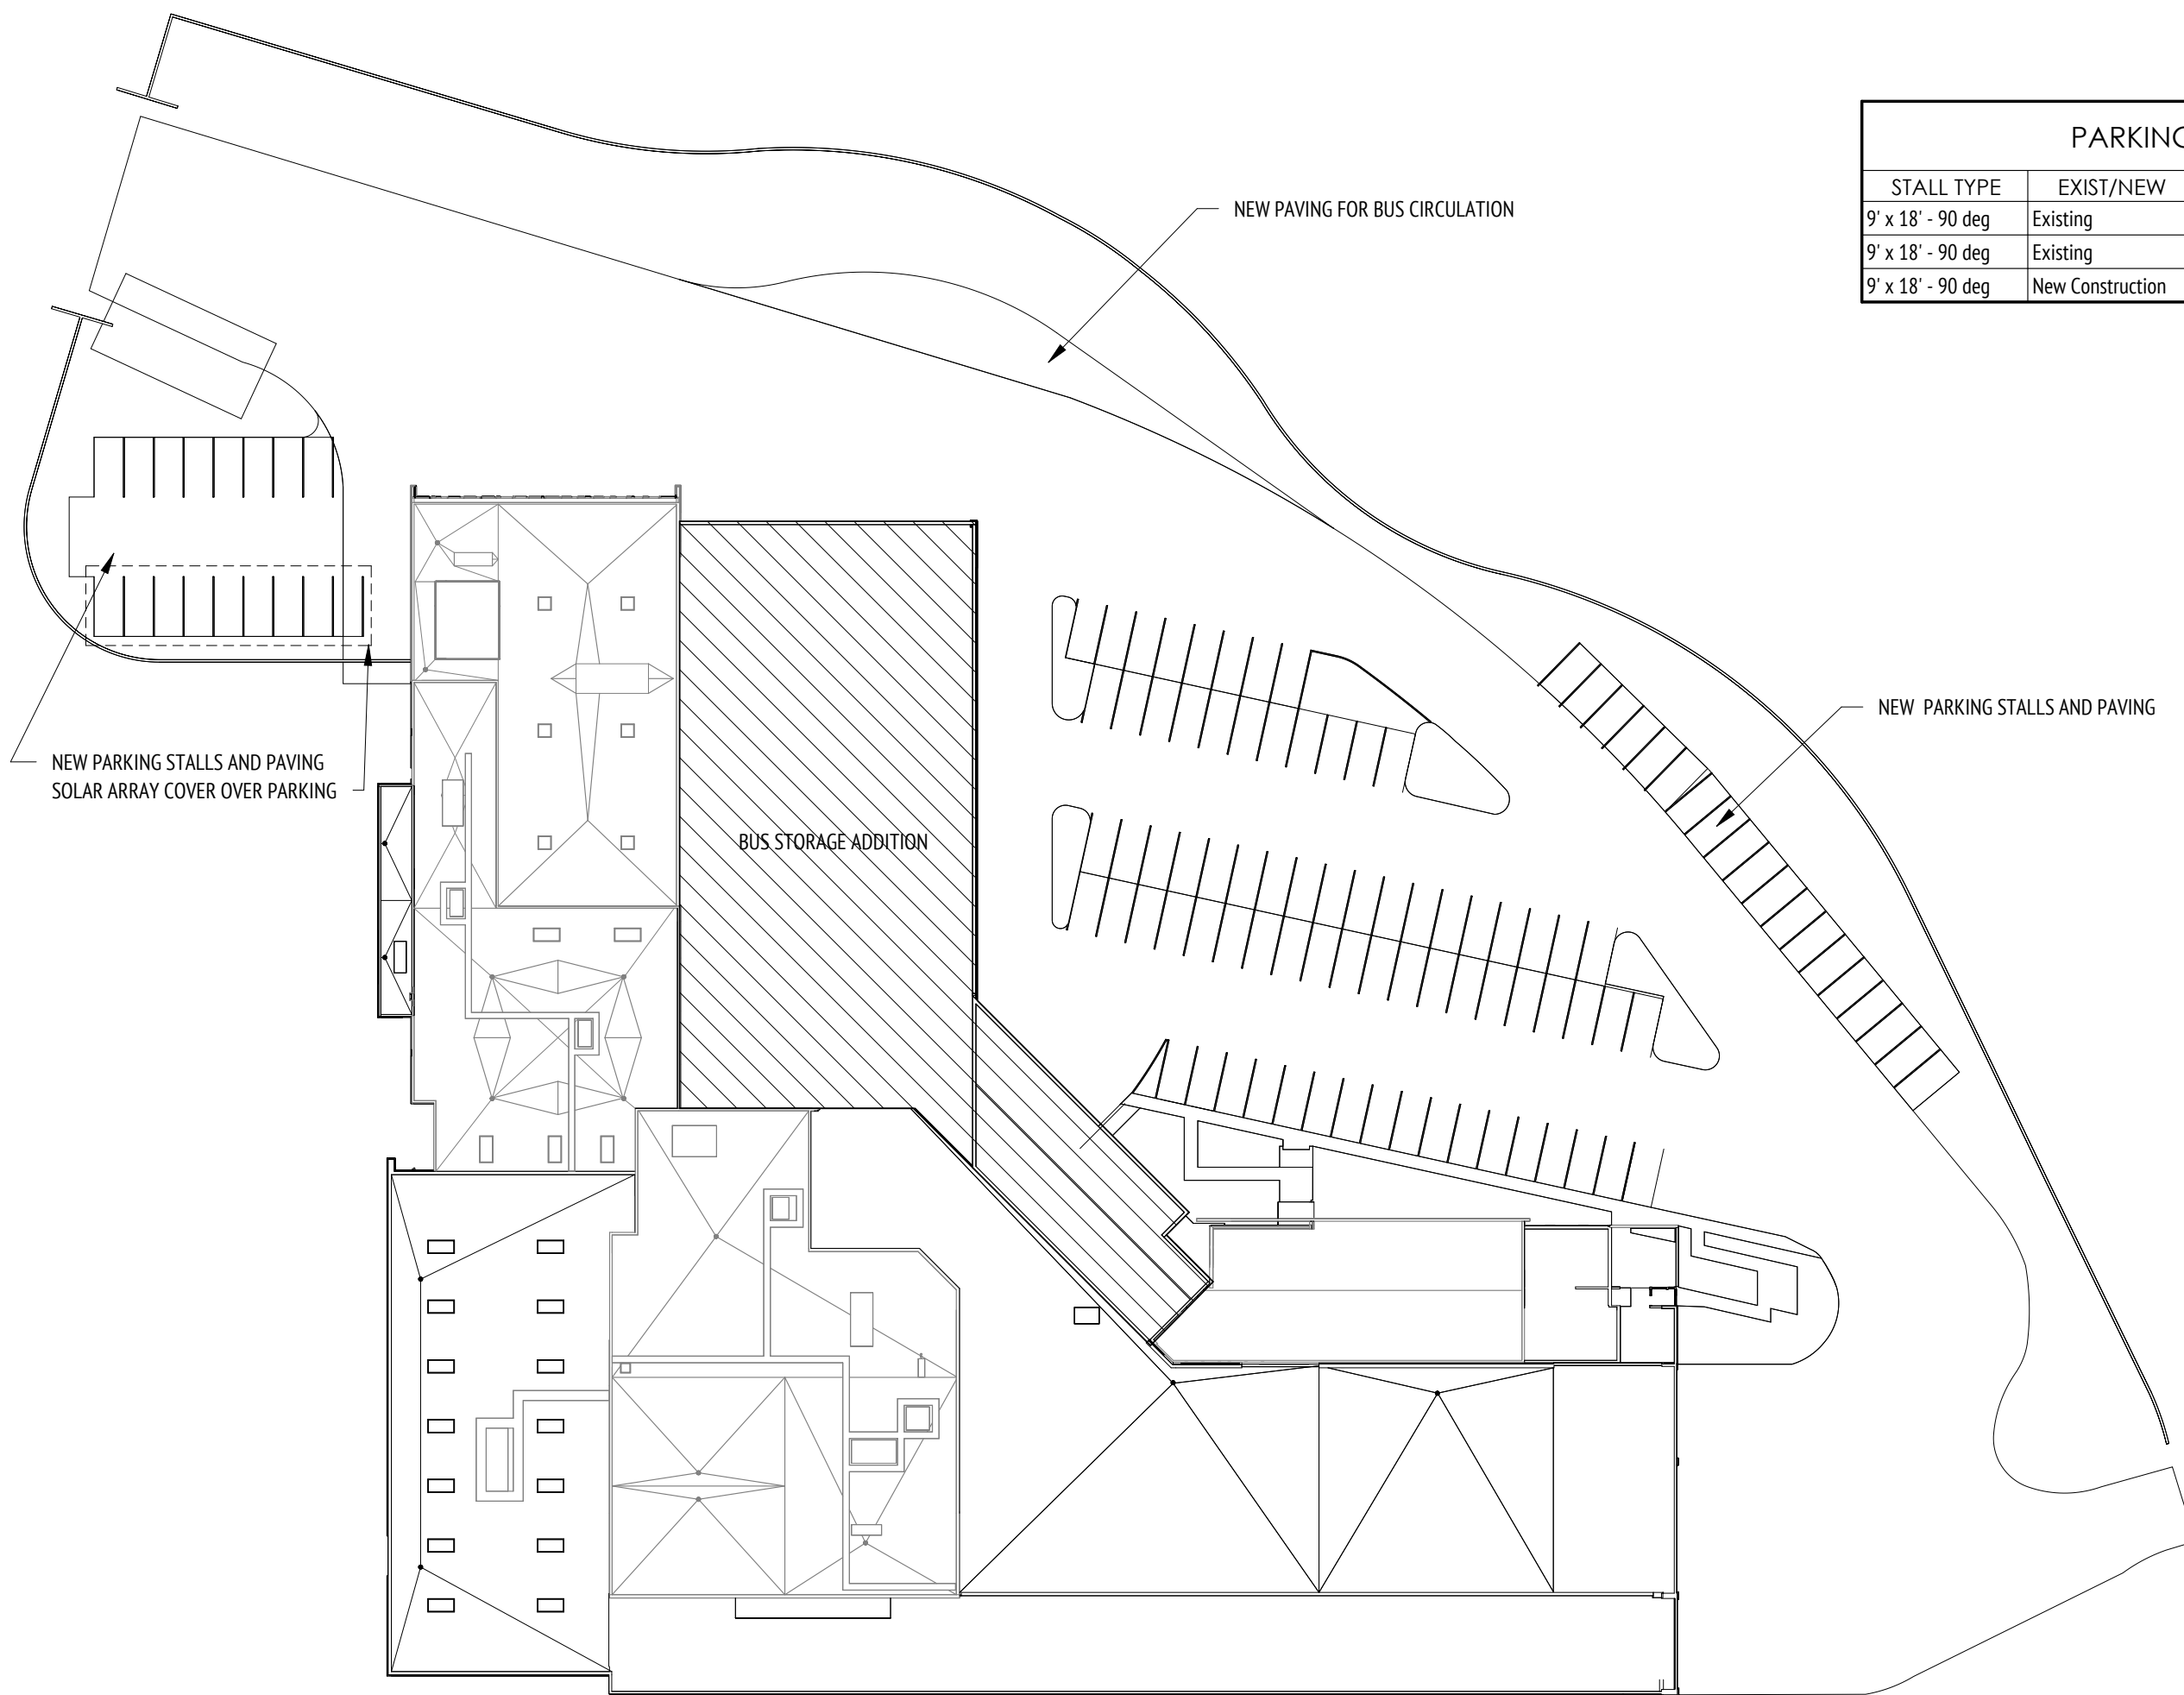 PARKING
STALL TYPE EXIST/NEW
9' x 18' - 90 deg Existing
9' x 18' - 90 deg Existing
9' x 18' - 90 deg New Construction
NEW PAVING FOR BUS CIRCULATION
NEW PARKING STALLS AND PAVING
NEW PARKING STALLS AND PAVING
SOLAR ARRAY COVER OVER PARKING
BUS STORAGE ADDITION